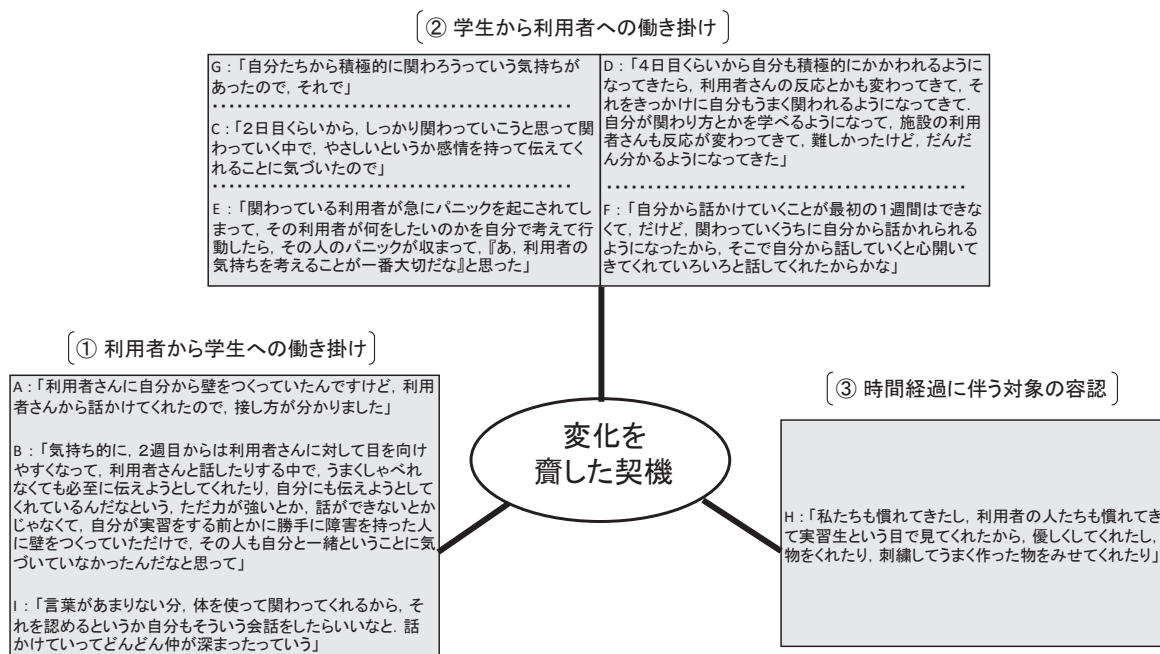 ② 学生から利用者への働き掛け
G：「自分たちから積極的に関わろうっていう気持ちが
あったので，それで」
C：「２日目くらいから，しっかり関わっていこうと思って関
わっていく中で，やさしいというか感情を持って伝えてく
れることに気づいたので」
E：「関わっている利用者が急にパニックを起こされてし
まって，その利用者が何をしたいのかを自分で考えて行
動したら，その人のパニックが収まって，『あ，利用者の
気持ちを考えることが一番大切だな』と思った」
D：「４日目くらいから自分も積極的にかかわれるように
なってきたら，利用者さんの反応とかも変わってきて，そ
れをきっかけに自分もうまく関われるようになってきて．
自分が関わり方とかを学べるようになって，施設の利用
者さんも反応が変わってきて，難しかったけど，だんだ
ん分かるようになってきた」
F：「自分から話かけていくことが最初の１週間はできな
くて，だけど，関わっていくうちに自分から話かれられる
ようになったから，そこで自分から話していくと心開いて
きてくれていろいろと話してくれたからかな」
① 利用者から学生への働き掛け
A：「利用者さんに自分から壁をつくっていたんですけど，利用
者さんから話かけてくれたので，接し方が分かりました」
B：「気持ち的に，２週目からは利用者さんに対して目を向け
やすくなって，利用者さんと話したりする中で，うまくしゃべれ
なくても必至に伝えようとしてくれたり，自分にも伝えようとして
くれているんだなという，ただ力が強いとか，話ができないとか
じゃなくて，自分が実習をする前とかに勝手に障害を持った人
に壁をつくっていただけで，その人も自分と一緒ということに気
づいていなかったんだなと思って」
I：「言葉があまりない分，体を使って関わってくれるから，そ
れを認めるというか自分もそういう会話をしたらいいなと．話
かけていってどんどん仲が深まったっていう」
変化を
齎した契機
③ 時間経過に伴う対象の容認
H：「私たちも慣れてきたし，利用者の人たちも慣れてき
て実習生という目で見てくれたから，優しくしてくれたし，
物をくれたり，刺繍してうまく作った物をみせてくれたり」